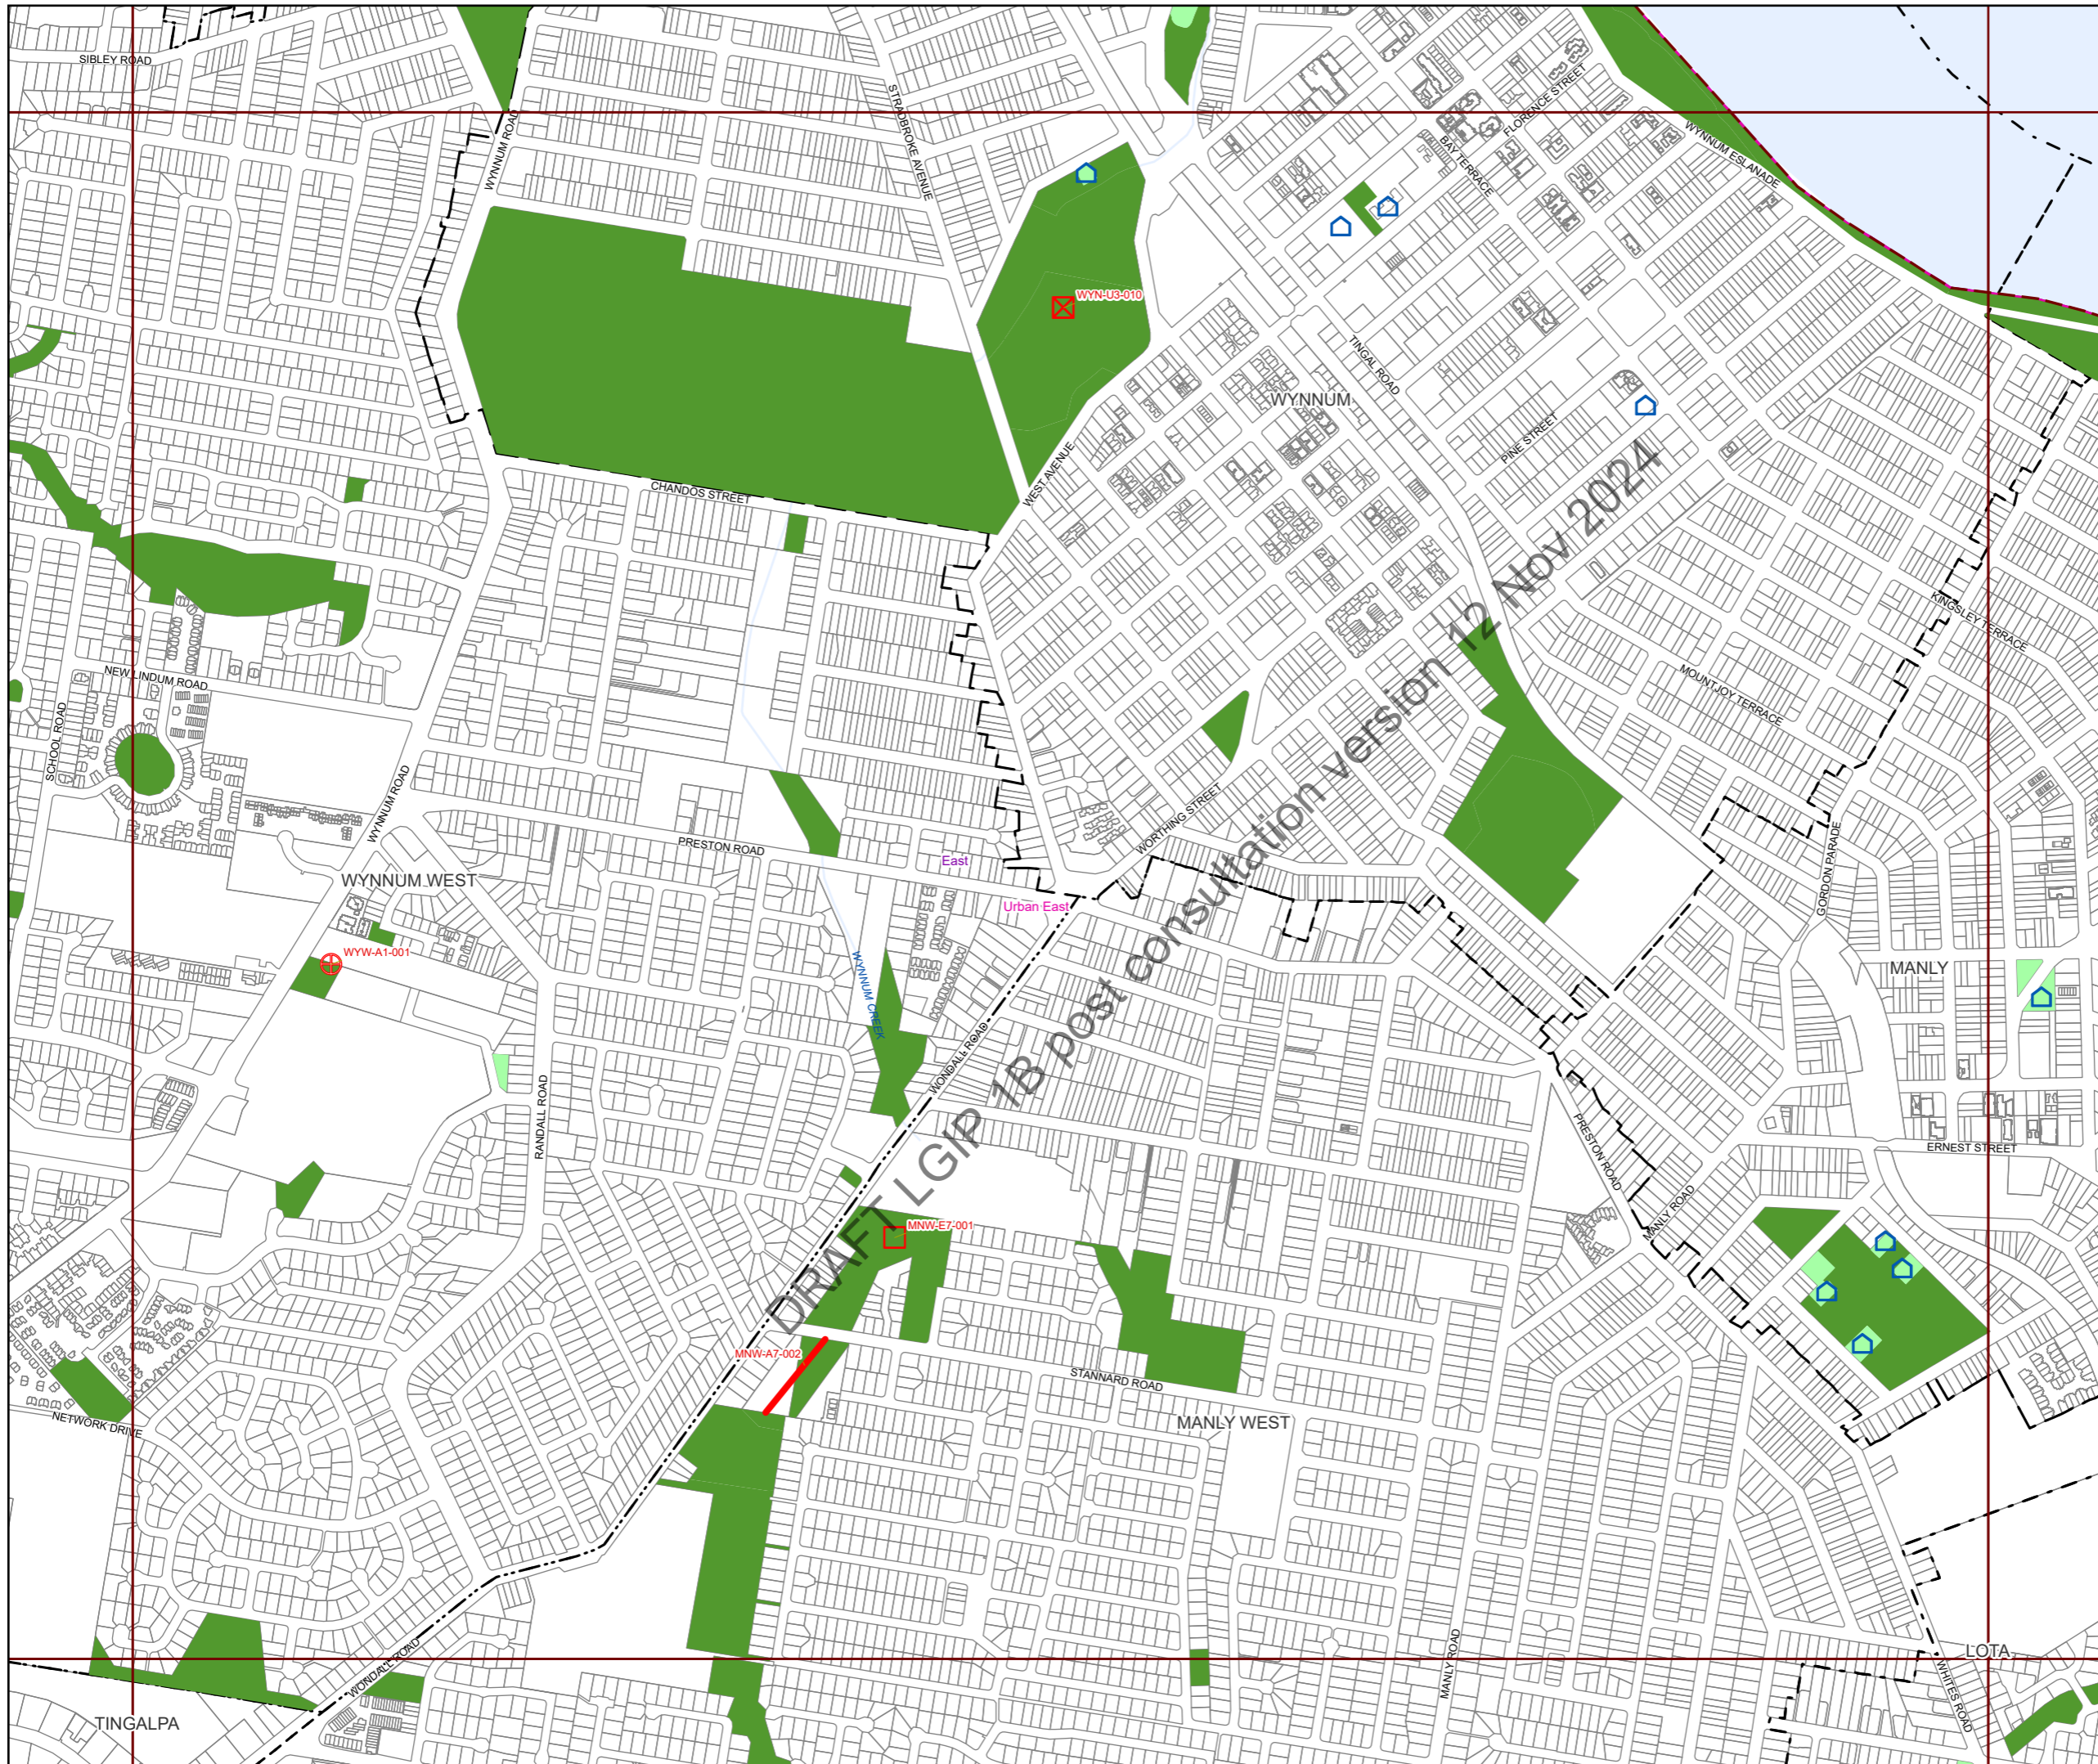 SIBLEY ROAD
WYNNUM ROAD
STRADBROKE AVENUE
FLORENCE STREET
BAY TERRACE
WYNNUM ESLANADE
WYN-U3-010
TINGAL ROAD
WYNNUM
PINE STREET
WEST AVENUE
CHANDOS STREET
KINGSLEY TERRACE
MOUNTJOY TERRACE
NEW LINDUM ROAD
SCHOOL ROAD
WYNNUM ROAD
WORTHING STREET
PRESTON ROAD
East
GORDON PARADE
WYNNUM WEST
Urban East
WYW-A1-001
WYNNUM CREEK
MANLY
WONDALL ROAD
RANDALL ROAD
PRESTON ROAD
ERNEST STREET
MANLY ROAD
MNW-E7-001
MNW-A7-002
STANNARD ROAD
MANLY WEST
NETWORK DRIVE
WONDALL ROAD
MANLY ROAD
LOTA
WHITES ROAD
TINGALPA
DRAFT LGIP 1B post consultation version 12 Nov 2024